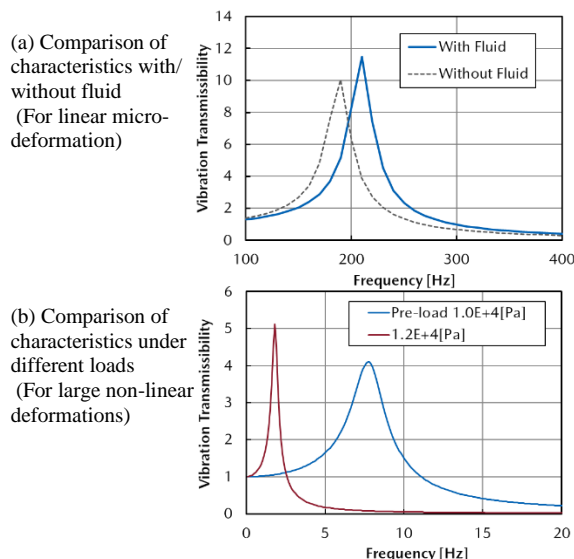 (a) Comparison of
characteristics with/
without fluid
(For linear micro-
deformation)
Vibration Transmissibility
14
12
10
8
6
4
2
0
With Fluid
Without Fluid
100
200
300
400
Frequency [Hz]
(b) Comparison of
characteristics under
different loads
(For large non-linear
deformations)
Vibration Transmissibility
6
5
4
3
2
1
0
Pre-load 1.0E+4[Pa]
1.2E+4[Pa]
0
5
10
15
20
Frequency [Hz]